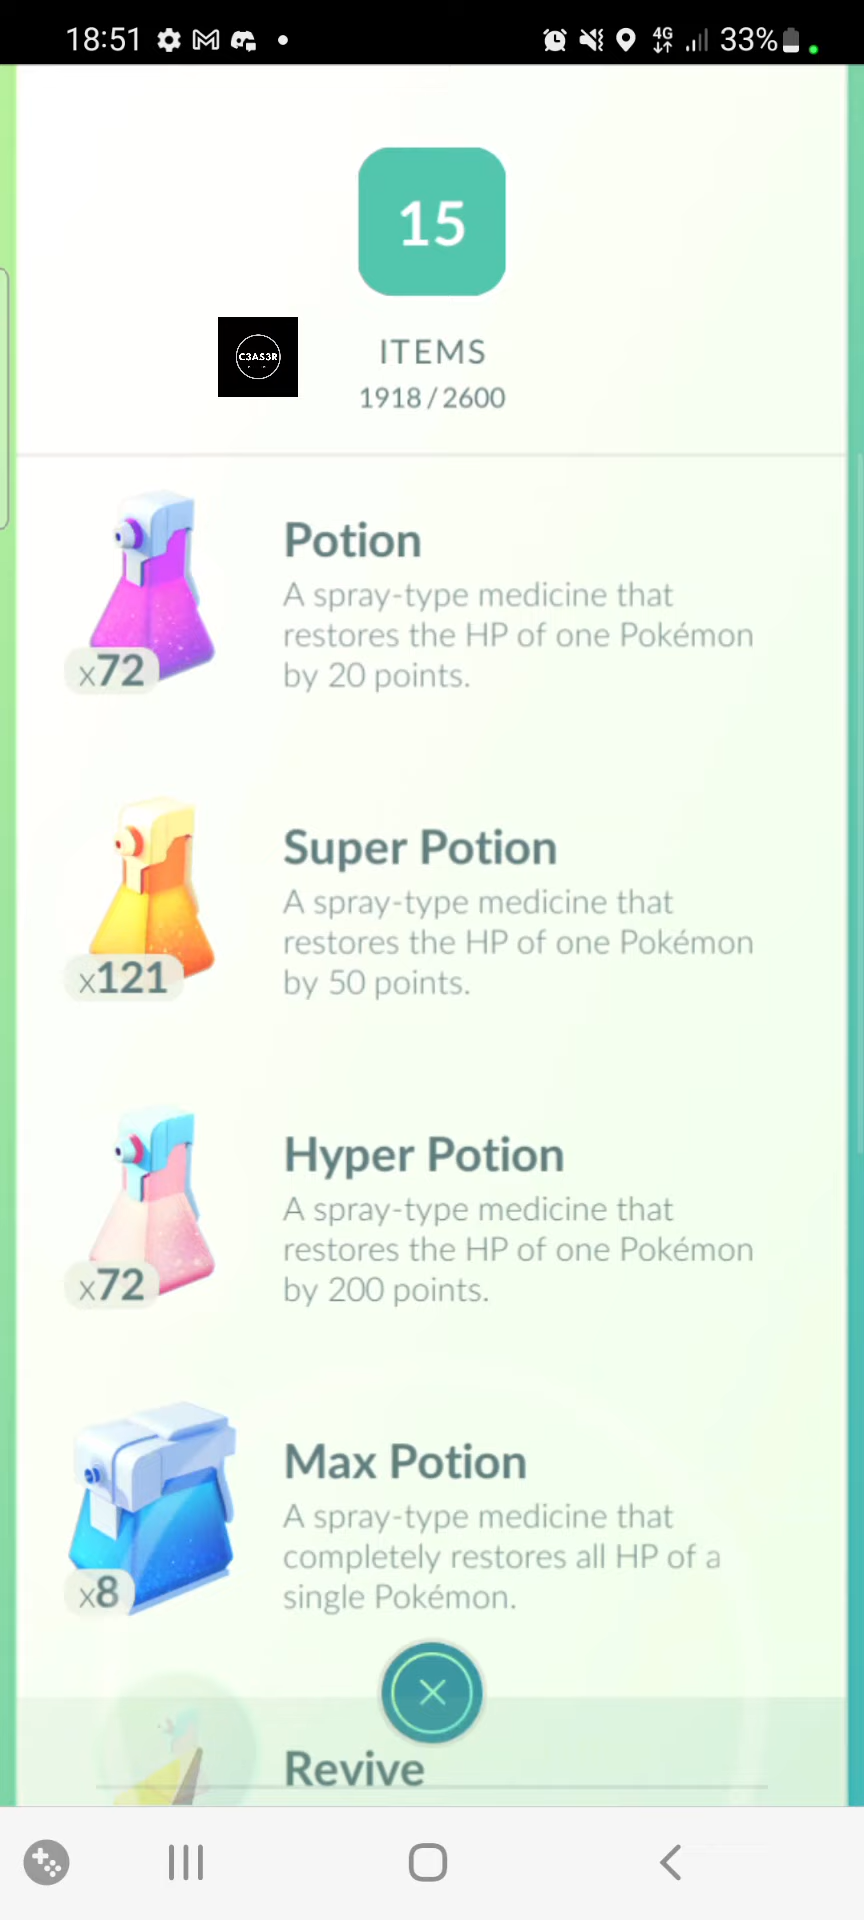 18:51
4G
33%
15
C3AS3R
ITEMS
1918 / 2600
Potion
A spray-type medicine that
restores the HP of one Pokémon
by 20 points.
x72
Super Potion
A spray-type medicine that
restores the HP of one Pokémon
by 50 points.
x121
Hyper Potion
A spray-type medicine that
restores the HP of one Pokémon
by 200 points.
x72
Max Potion
A spray-type medicine that
completely restores all HP of a
single Pokémon.
x8
Revive